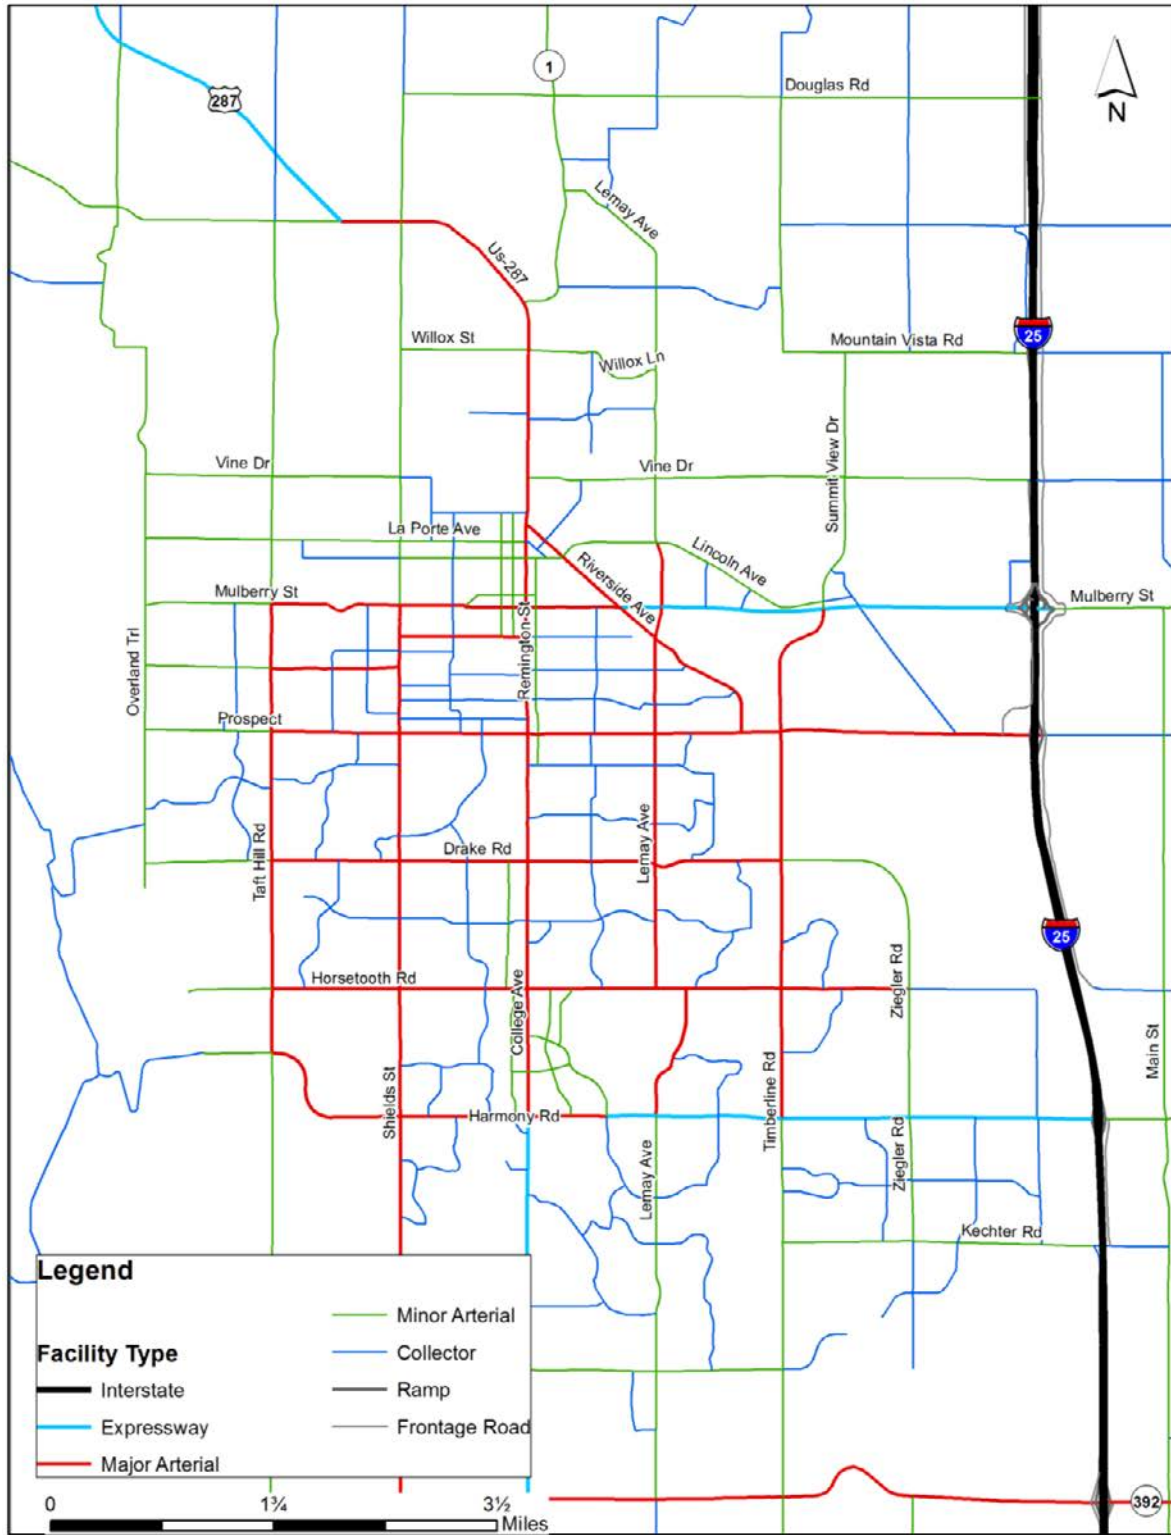 1
Douglas Rd
287
N
Lemay Ave
Us-287
Willox St
Mountain Vista Rd
25
Willox Ln
Summit View Dr
Vine Dr
Vine Dr
La Porte Ave
Lincoln Ave
Riverside Ave
Mulberry St
Mulberry St
Remington St
Overland Trl
Prospect
Lemay Ave
Drake Rd
Taft Hill Rd
25
Ziegler Rd
Horsetooth Rd
College Ave
Main St
Timberline Rd
Shields St
Harmony Rd
Ziegler Rd
Lemay Ave
Kechter Rd
Legend
Facility Type
Interstate
Expressway
Major Arterial
Minor Arterial
Collector
Ramp
Frontage Road
392
0 1¾ 3½
Miles